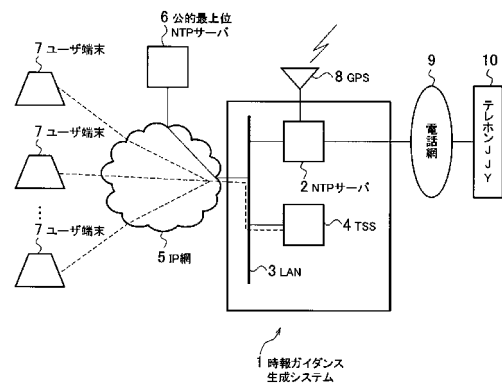 6 公的最上位
NTPサーバ
7 ユーザ端末
8 GPS
9
電話網
10
テレホンJJY
7 ユーザ端末
2 NTPサーバ
7 ユーザ端末
4 TSS
5 IP網
3 LAN
1 時報ガイダンス
生成システム